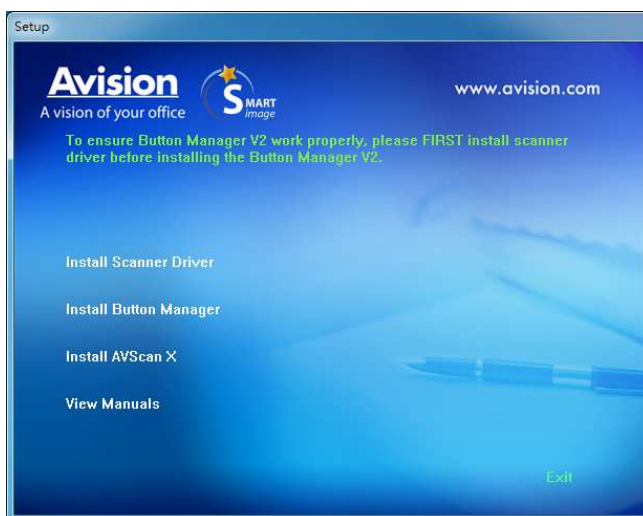 Setup
Avision
A vision of your office
SMART
Image
www.avision.com
To ensure Button Manager V2 work properly, please FIRST install scanner
driver before installing the Button Manager V2.
Install Scanner Driver
Install Button Manager
Install AVScan X
View Manuals
Exit